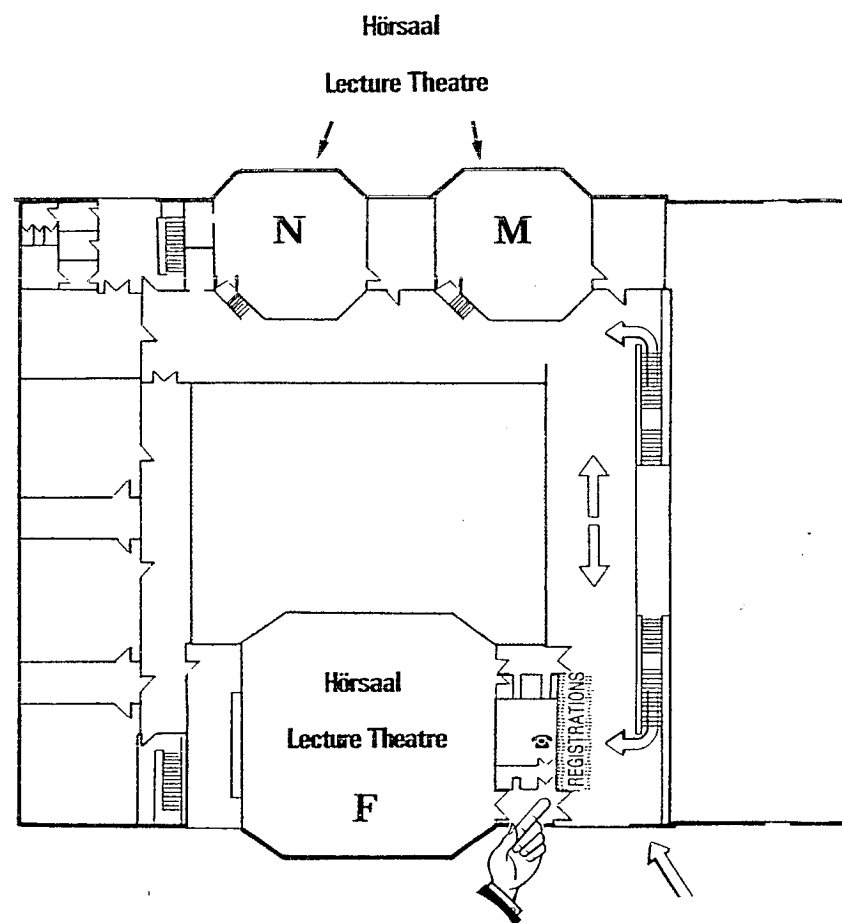 Hörsaal
Lecture Theatre
N
M
Hörsaal
Lecture Theatre
F
REGISTRATIONS